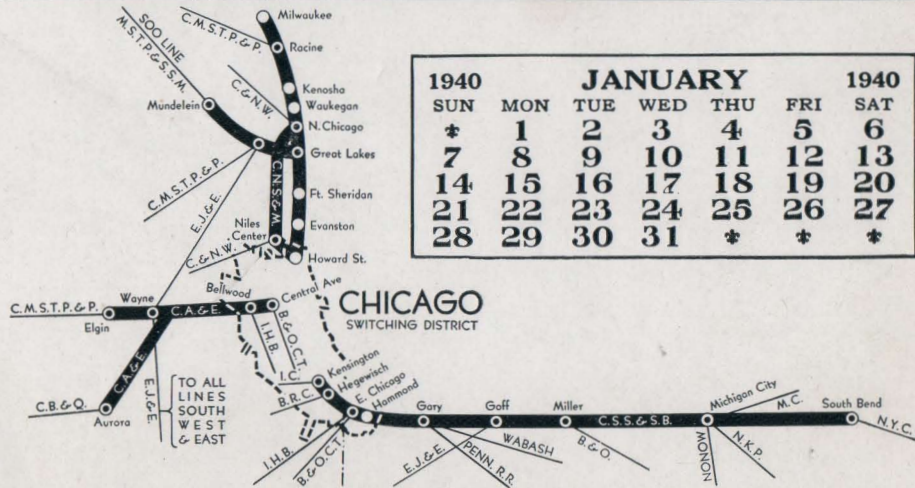 C.M.S.T.P.& P.
Milwaukee
Racine
SOO LINE
M.S.T.P.& S.S.M.
C.& N.W.
Kenosha
Waukegan
Mundelein
N. Chicago
Great Lakes
C.M.S.T.P.& P.
C.N.S.& M.
Ft. Sheridan
E.J.& E.
Niles
Center
Evanston
C.& N.W.
Howard St.
Bellwood
Central Ave
C.M.S.T.P.& P.
Wayne
C.A.& E.
Elgin
CHICAGO
SWITCHING DISTRICT
I.H.B.
B.& O.C.T.
C.A.& E.
E.J.& E.
TO ALL
LINES
SOUTH
WEST
& EAST
C.B.& Q.
Aurora
I.C.
Kensington
B.R.C.
Hegewisch
E. Chicago
Hammond
I.H.B.
B.& O.C.T.
Gary
Goff
Miller
C.S.S.& S.B.
Michigan City
M.C.
South Bend
N.Y.C.
E.J.& E.
PENN. R.R.
WABASH
B.& O.
MONON
N.K.P.
1940 JANUARY 1940
SUN MON TUE WED THU FRI SAT
1 2 3 4 5 6
7 8 9 10 11 12 13
14 15 16 17 18 19 20
21 22 23 24 25 26 27
28 29 30 31